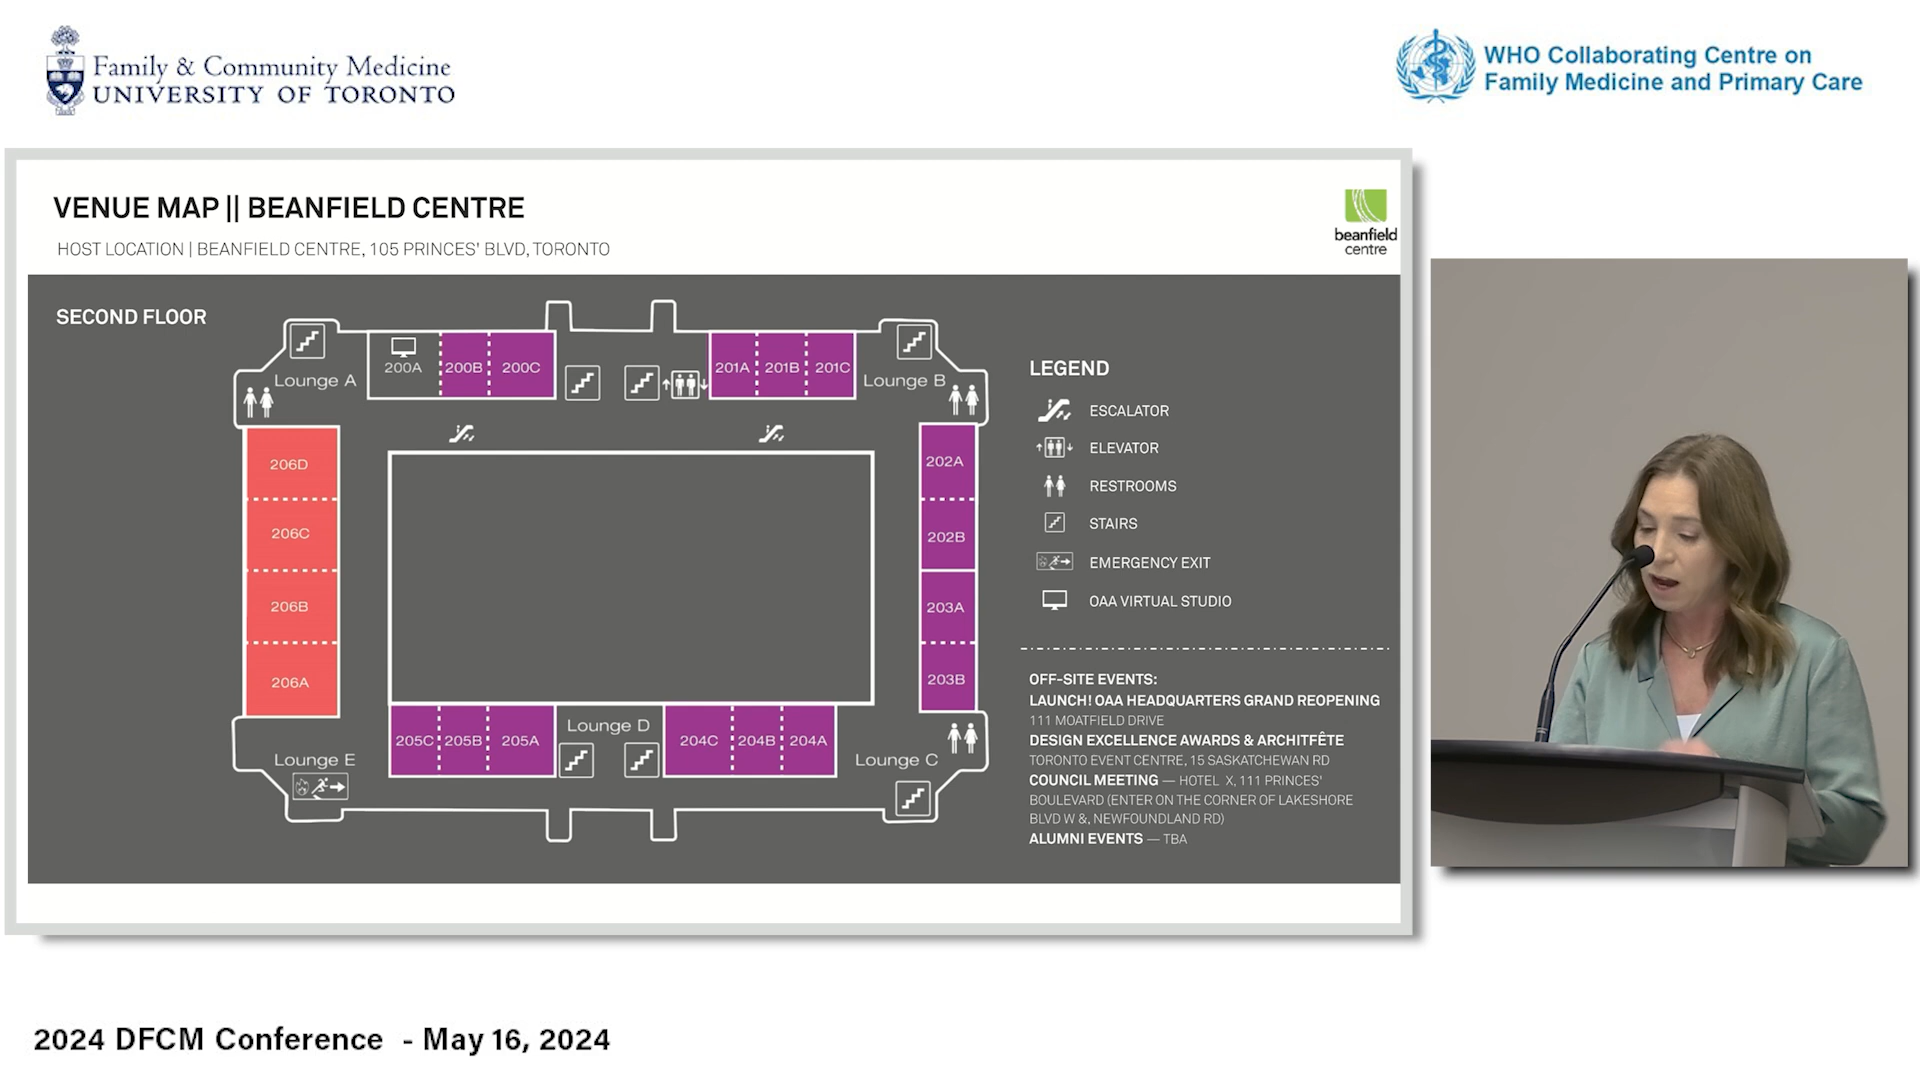 Family & Community Medicine
UNIVERSITY OF TORONTO
WHO Collaborating Centre on
Family Medicine and Primary Care
VENUE MAP || BEANFIELD CENTRE
HOST LOCATION | BEANFIELD CENTRE, 105 PRINCES' BLVD, TORONTO
beanfield
centre
SECOND FLOOR
200A
200B
200C
201A
201B
201C
Lounge A
Lounge B
206D
206C
206B
206A
202A
202B
203A
203B
205C
205B
205A
Lounge D
204C
204B
204A
Lounge E
Lounge C
LEGEND
ESCALATOR
ELEVATOR
RESTROOMS
STAIRS
EMERGENCY EXIT
OAA VIRTUAL STUDIO
OFF-SITE EVENTS:
LAUNCH! OAA HEADQUARTERS GRAND REOPENING
111 MOATFIELD DRIVE
DESIGN EXCELLENCE AWARDS & ARCHITFÊTE
TORONTO EVENT CENTRE, 15 SASKATCHEWAN RD
COUNCIL MEETING — HOTEL X, 111 PRINCES'
BOULEVARD (ENTER ON THE CORNER OF LAKESHORE
BLVD W &, NEWFOUNDLAND RD)
ALUMNI EVENTS — TBA
2024 DFCM Conference - May 16, 2024